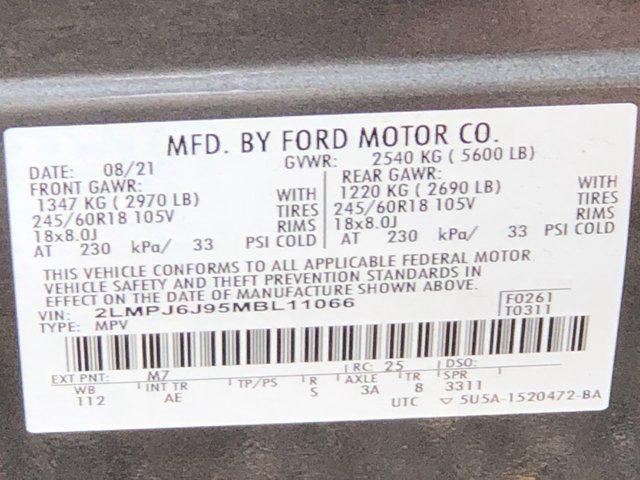 MFD. BY FORD MOTOR CO.
DATE: 08/21 GVWR: 2540 KG ( 5600 LB)
FRONT GAWR: REAR GAWR:
1347 KG ( 2970 LB) WITH 1220 KG ( 2690 LB) WITH
245/60R18 105V TIRES 245/60R18 105V TIRES
18x8.0J RIMS 18x8.0J RIMS
AT 230 kPa/ 33 PSI COLD AT 230 kPa/ 33 PSI COLD
THIS VEHICLE CONFORMS TO ALL APPLICABLE FEDERAL MOTOR
VEHICLE SAFETY AND THEFT PREVENTION STANDARDS IN
EFFECT ON THE DATE OF MANUFACTURE SHOWN ABOVE.
VIN: 2LMPJ6J95MBL11066 F0261
TYPE: MPV T0311
EXT PNT: M7 RC: 25 DSO:
WB INT TR TP/PS R AXLE TR SPR
112 AE S 3A 8 3311
UTC ▽ 5U5A-1520472-BA